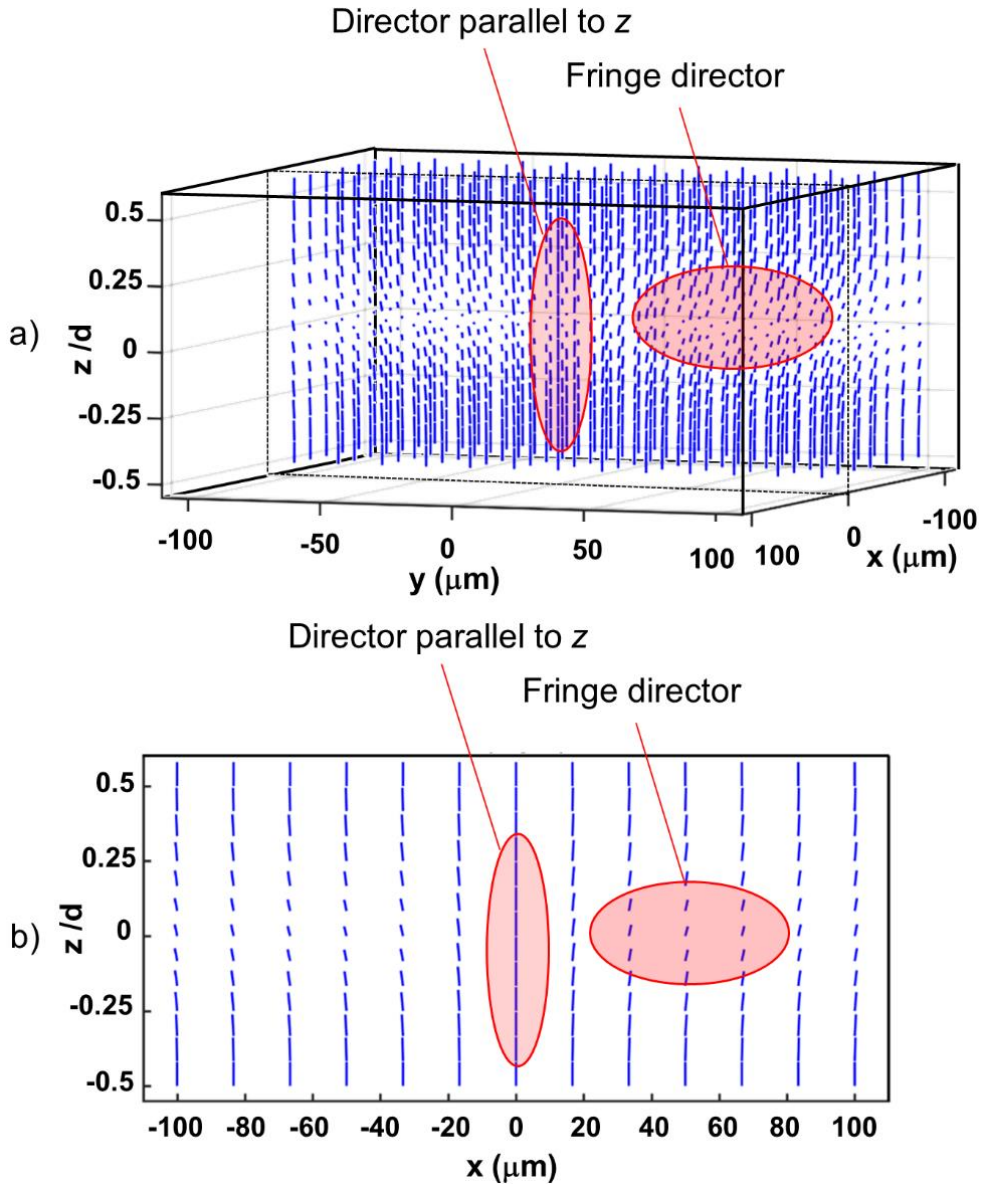 Director parallel to z
Fringe director
a)
z/d
0.5
0.25
0
-0.25
-0.5
-100
-50
0
50
100
100
0
-100
y (μm)
x (μm)
Director parallel to z
Fringe director
b)
z/d
0.5
0.25
0
-0.25
-0.5
-100 -80 -60 -40 -20 0 20 40 60 80 100
x (μm)